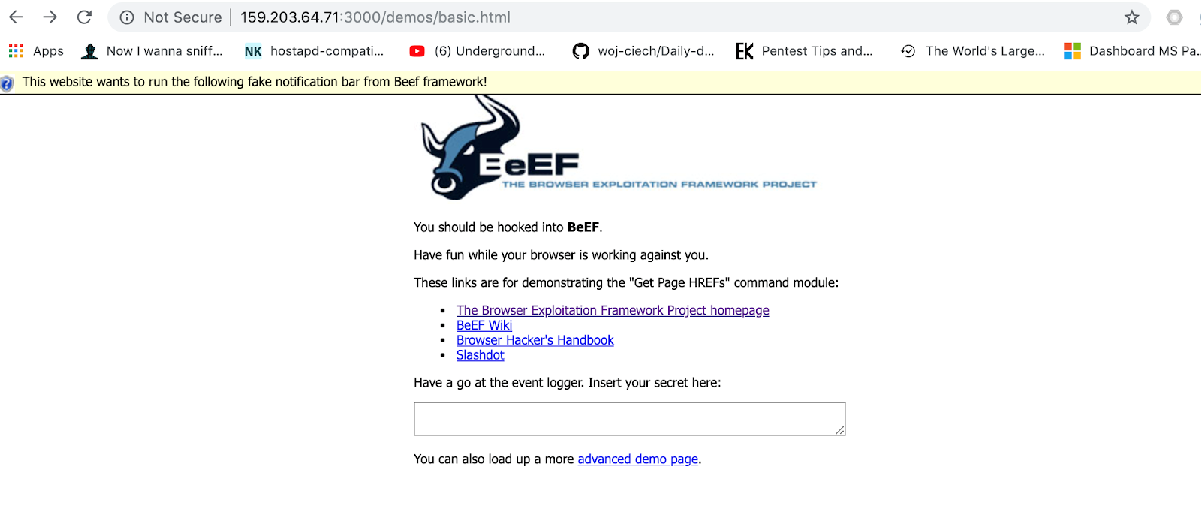 Not Secure 159.203.64.71:3000/demos/basic.html
Apps Now I wanna sniff... NK hostapd-compati... (6) Underground... woj-ciech/Daily-d... EK Pentest Tips and... The World's Large... Dashboard MS Pa...
This website wants to run the following fake notification bar from Beef framework!
BeEF
THE BROWSER EXPLOITATION FRAMEWORK PROJECT
You should be hooked into BeEF.
Have fun while your browser is working against you.
These links are for demonstrating the "Get Page HREFs" command module:
The Browser Exploitation Framework Project homepage
BeEF Wiki
Browser Hacker's Handbook
Slashdot
Have a go at the event logger. Insert your secret here:
You can also load up a more advanced demo page.